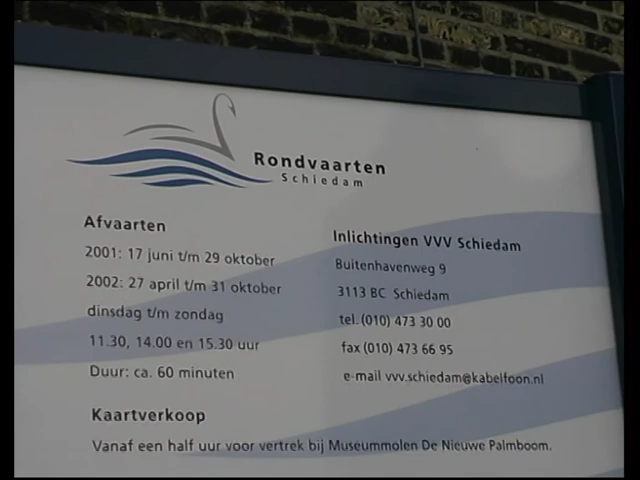 Rondvaarten
Schiedam
Afvaarten
2001: 17 juni t/m 29 oktober
2002: 27 april t/m 31 oktober
dinsdag t/m zondag
11.30, 14.00 en 15.30 uur
Duur: ca. 60 minuten
Inlichtingen VVV Schiedam
Buitenhavenweg 9
3113 BC Schiedam
tel. (010) 473 30 00
fax (010) 473 66 95
e-mail vvv.schiedam@kabelfoon.nl
Kaartverkoop
Vanaf een half uur voor vertrek bij Museummolen De Nieuwe Palmboom.